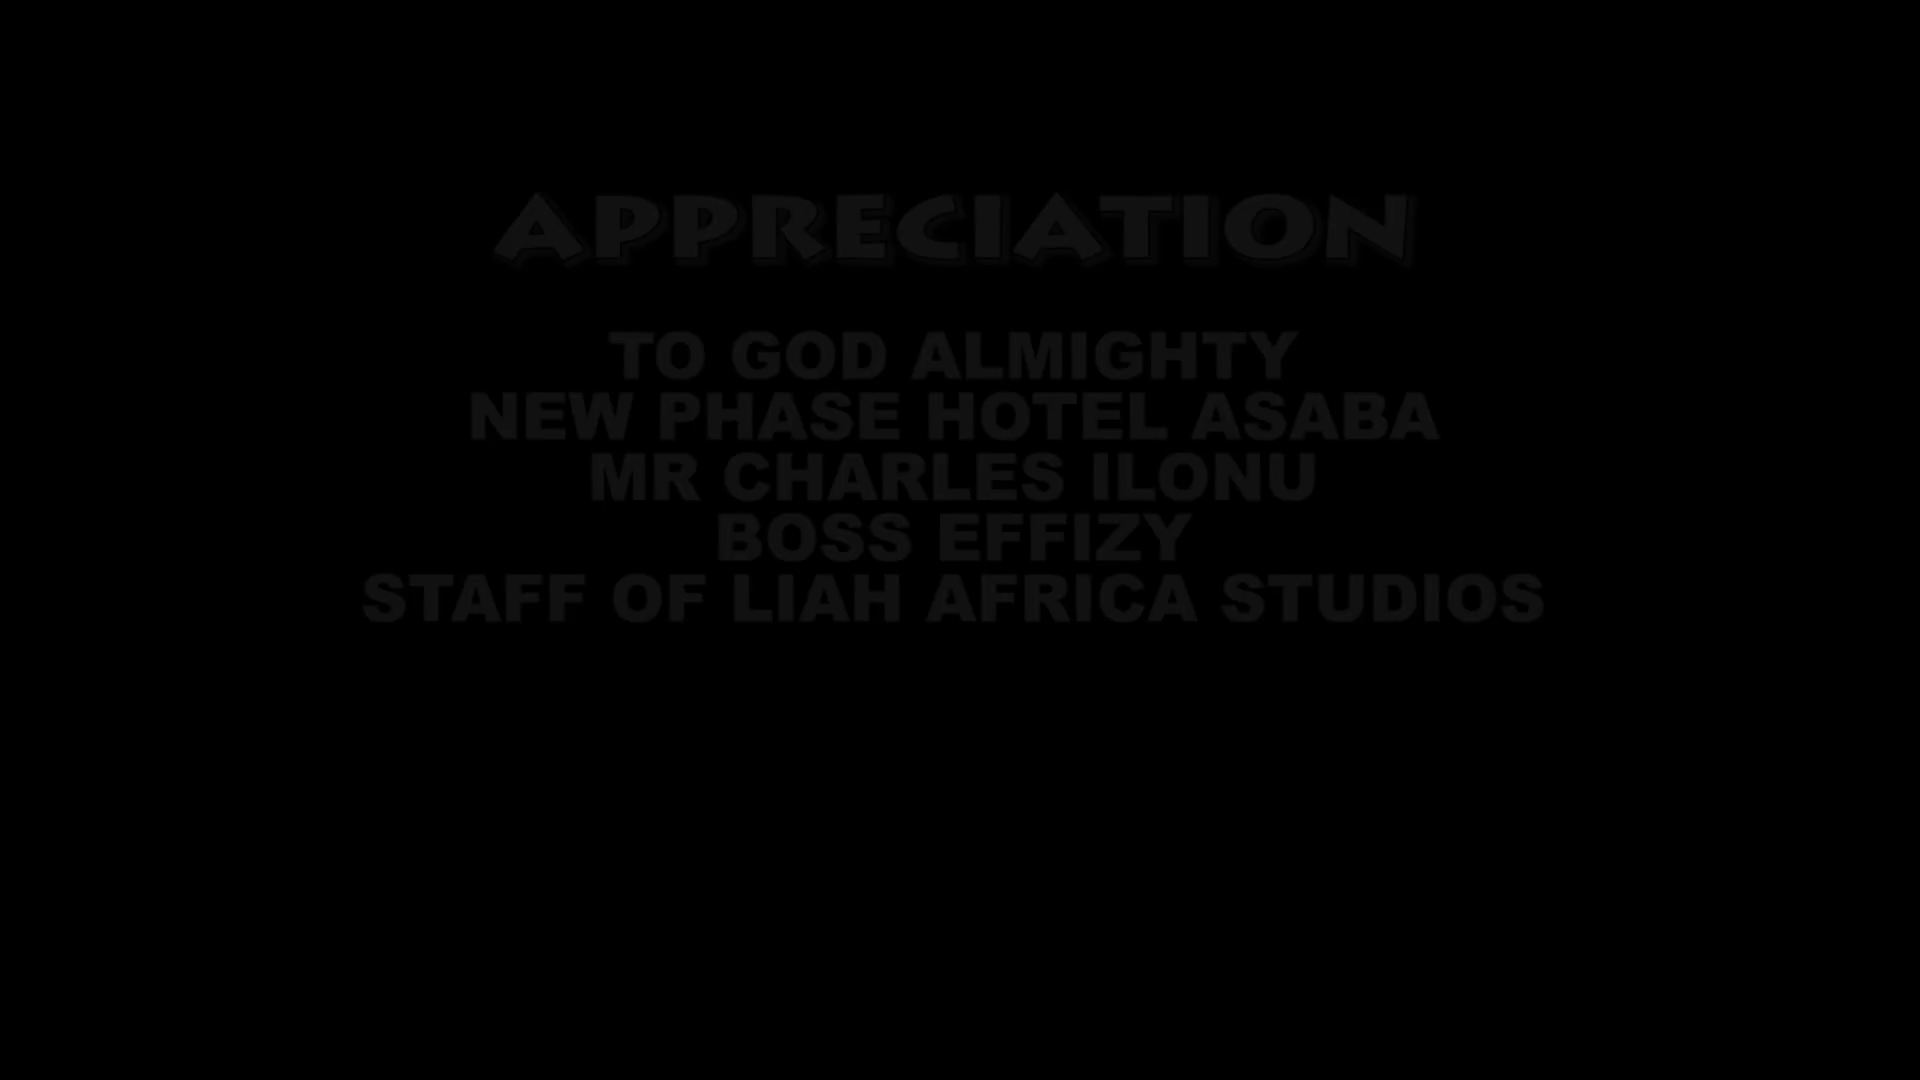 APPRECIATION
TO GOD ALMIGHTY
NEW PHASE HOTEL ASABA
MR CHARLES ILONU
BOSS EFFIZY
STAFF OF LIAH AFRICA STUDIOS